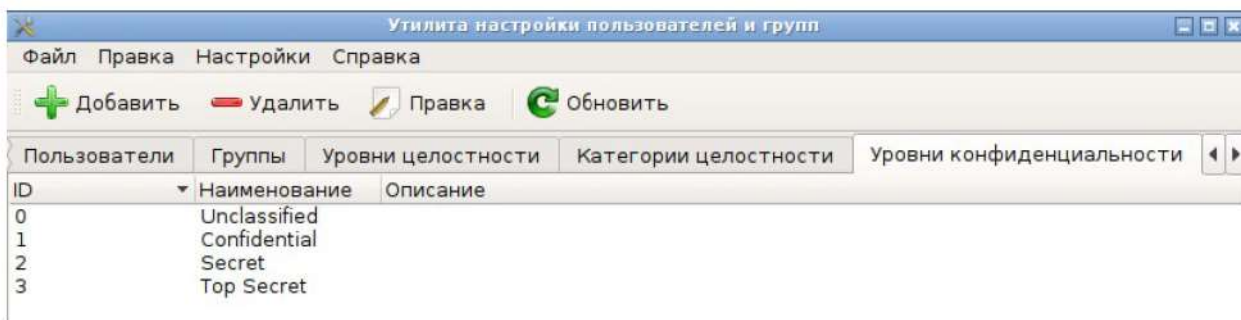 Утилита настройки пользователей и групп
Файл Правка Настройки Справка
Добавить Удалить Правка Обновить
Пользователи Группы Уровни целостности Категории целостности Уровни конфиденциальности
ID Наименование Описание
0 Unclassified
1 Confidential
2 Secret
3 Top Secret